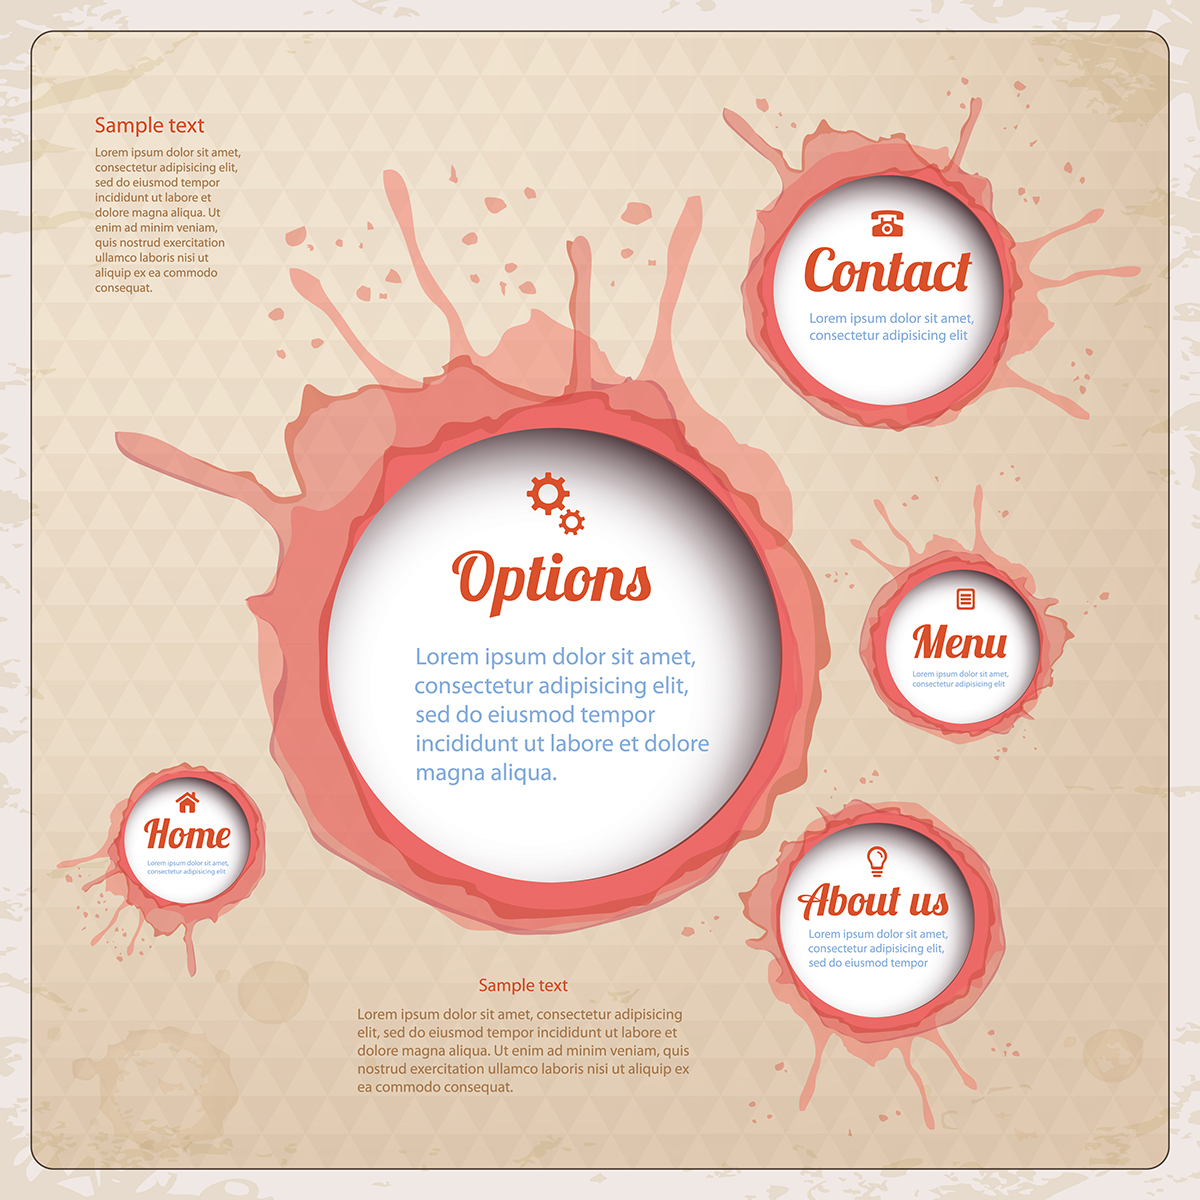 Sample text
Lorem ipsum dolor sit amet,
consectetur adipisicing elit,
sed do eiusmod tempor
incididunt ut labore et
dolore magna aliqua. Ut
enim ad minim veniam,
quis nostrud exercitation
ullamco laboris nisi ut
aliquip ex ea commodo
consequat.
Contact
Lorem ipsum dolor sit amet,
consectetur adipisicing elit
Options
Lorem ipsum dolor sit amet,
consectetur adipisicing elit,
sed do eiusmod tempor
incididunt ut labore et dolore
magna aliqua.
Menu
Lorem ipsum dolor sit amet,
consectetur adipisicing elit
Home
Lorem ipsum dolor sit amet,
consectetur adipisicing elit
About us
Lorem ipsum dolor sit amet,
consectetur adipisicing elit,
sed do eiusmod tempor
Sample text
Lorem ipsum dolor sit amet, consectetur adipisicing
elit, sed do eiusmod tempor incididunt ut labore et
dolore magna aliqua. Ut enim ad minim veniam, quis
nostrud exercitation ullamco laboris nisi ut aliquip ex
ea commodo consequat.